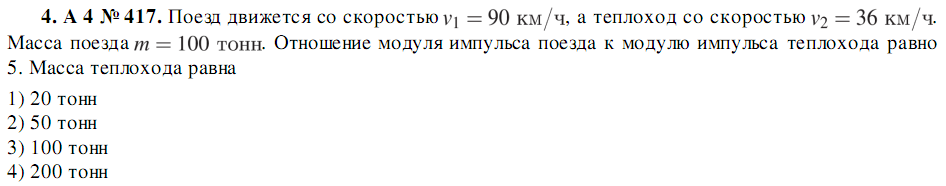 4. А 4 № 417. Поезд движется со скоростью v₁ = 90 км/ч, а теплоход со скоростью v₂ = 36 км/ч.
Масса поезда m = 100 тонн. Отношение модуля импульса поезда к модулю импульса теплохода равно
5. Масса теплохода равна
1) 20 тонн
2) 50 тонн
3) 100 тонн
4) 200 тонн